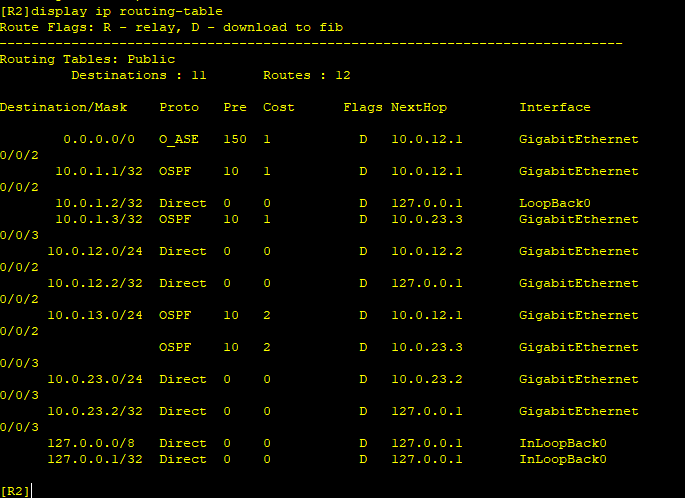 [R2]display ip routing-table
Route Flags: R - relay, D - download to fib
------------------------------------------------------------------------------
Routing Tables: Public
         Destinations : 11       Routes : 12

Destination/Mask    Proto   Pre  Cost      Flags NextHop         Interface

        0.0.0.0/0   O_ASE   150  1           D   10.0.12.1       GigabitEthernet
0/0/2
       10.0.1.1/32  OSPF    10   1           D   10.0.12.1       GigabitEthernet
0/0/2
       10.0.1.2/32  Direct  0    0           D   127.0.0.1       LoopBack0
       10.0.1.3/32  OSPF    10   1           D   10.0.23.3       GigabitEthernet
0/0/3
      10.0.12.0/24  Direct  0    0           D   10.0.12.2       GigabitEthernet
0/0/2
      10.0.12.2/32  Direct  0    0           D   127.0.0.1       GigabitEthernet
0/0/2
      10.0.13.0/24  OSPF    10   2           D   10.0.12.1       GigabitEthernet
0/0/2
                    OSPF    10   2           D   10.0.23.3       GigabitEthernet
0/0/3
      10.0.23.0/24  Direct  0    0           D   10.0.23.2       GigabitEthernet
0/0/3
      10.0.23.2/32  Direct  0    0           D   127.0.0.1       GigabitEthernet
0/0/3
      127.0.0.0/8   Direct  0    0           D   127.0.0.1       InLoopBack0
      127.0.0.1/32  Direct  0    0           D   127.0.0.1       InLoopBack0

[R2]